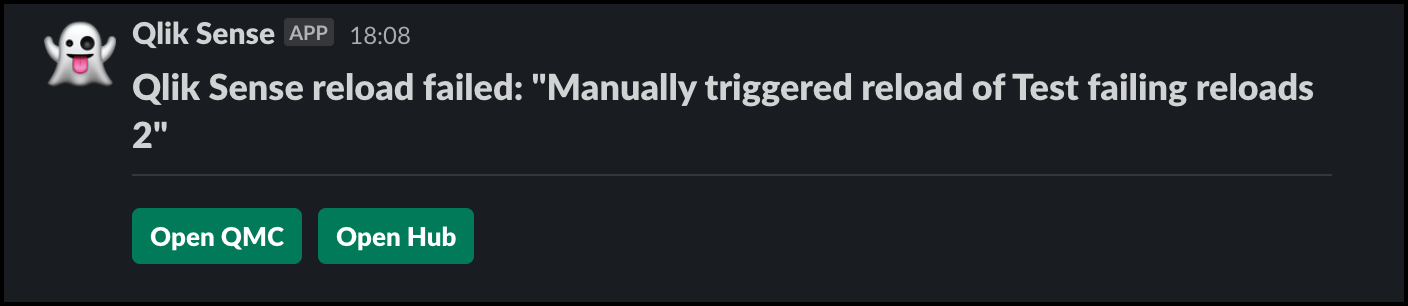 Qlik Sense APP 18:08
Qlik Sense reload failed: "Manually triggered reload of Test failing reloads
2"
Open QMC Open Hub